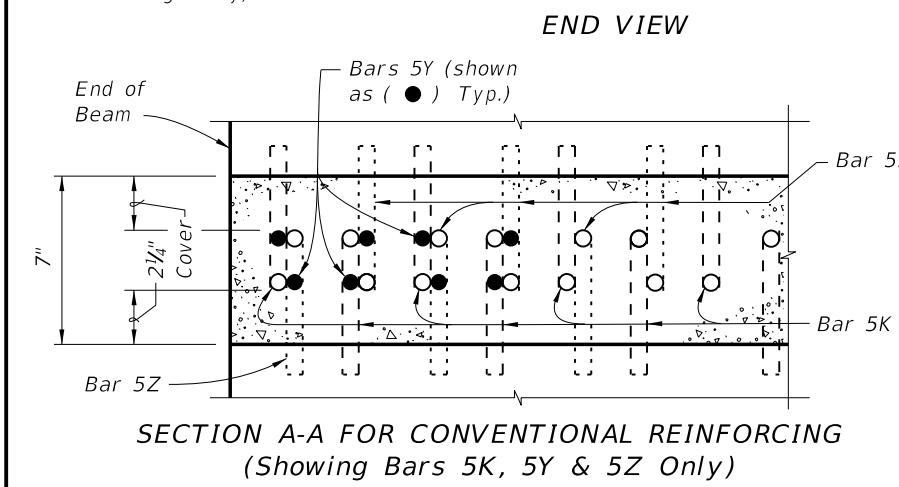 END VIEW
Bars 5Y (shown
as ( ● ) Typ.)
End of
Beam
Bar 5
7"
2¼"
Cover
Bar 5K
Bar 5Z
SECTION A-A FOR CONVENTIONAL REINFORCING
(Showing Bars 5K, 5Y & 5Z Only)